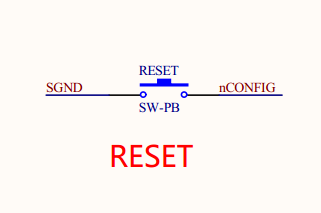 RESET
SGND nCONFIG
SW-PB
RESET